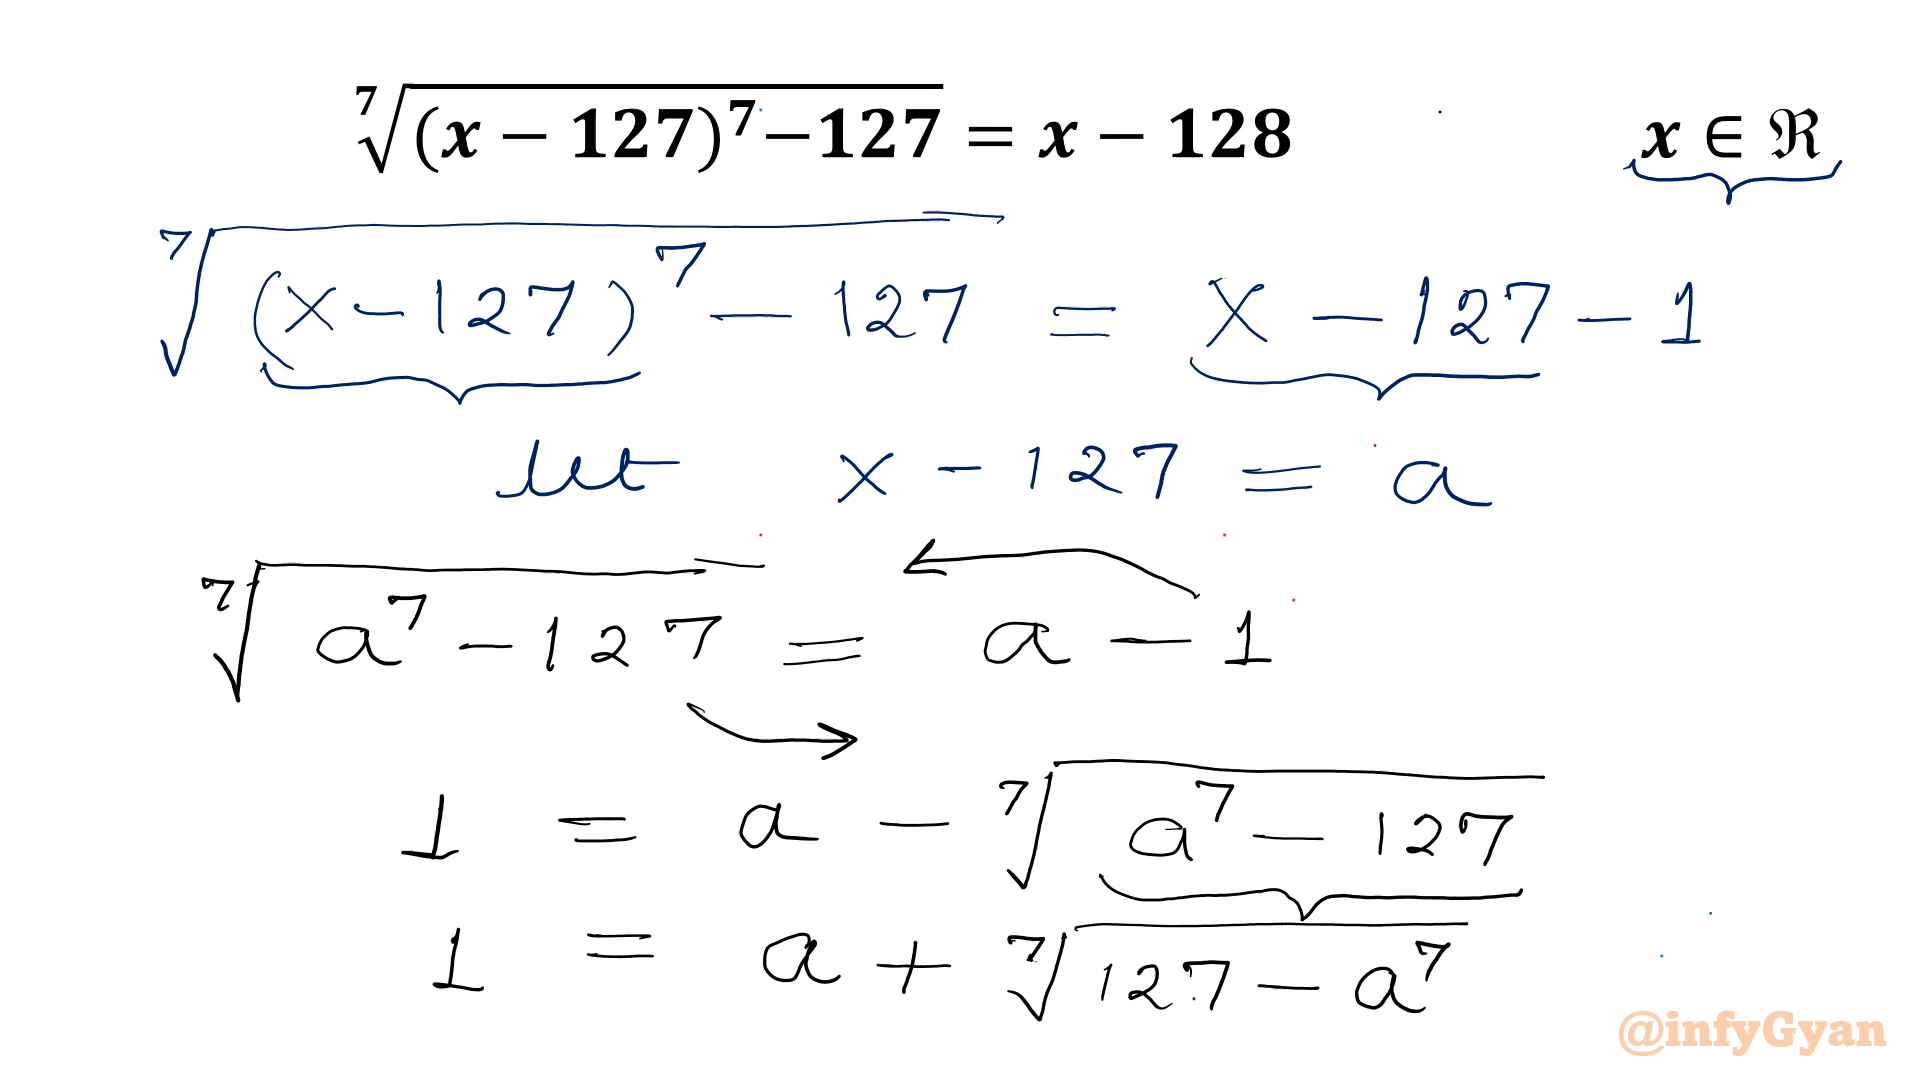 ⁷√((x − 127)⁷−127) = x − 128 x ∈ ℜ
⁷√((x − 127)⁷ − 127) = x − 127 − 1
let x − 127 = a
⁷√(a⁷ − 127) = a − 1
1 = a − ⁷√(a⁷ − 127)
1 = a + ⁷√(127 − a⁷)
@infyGyan